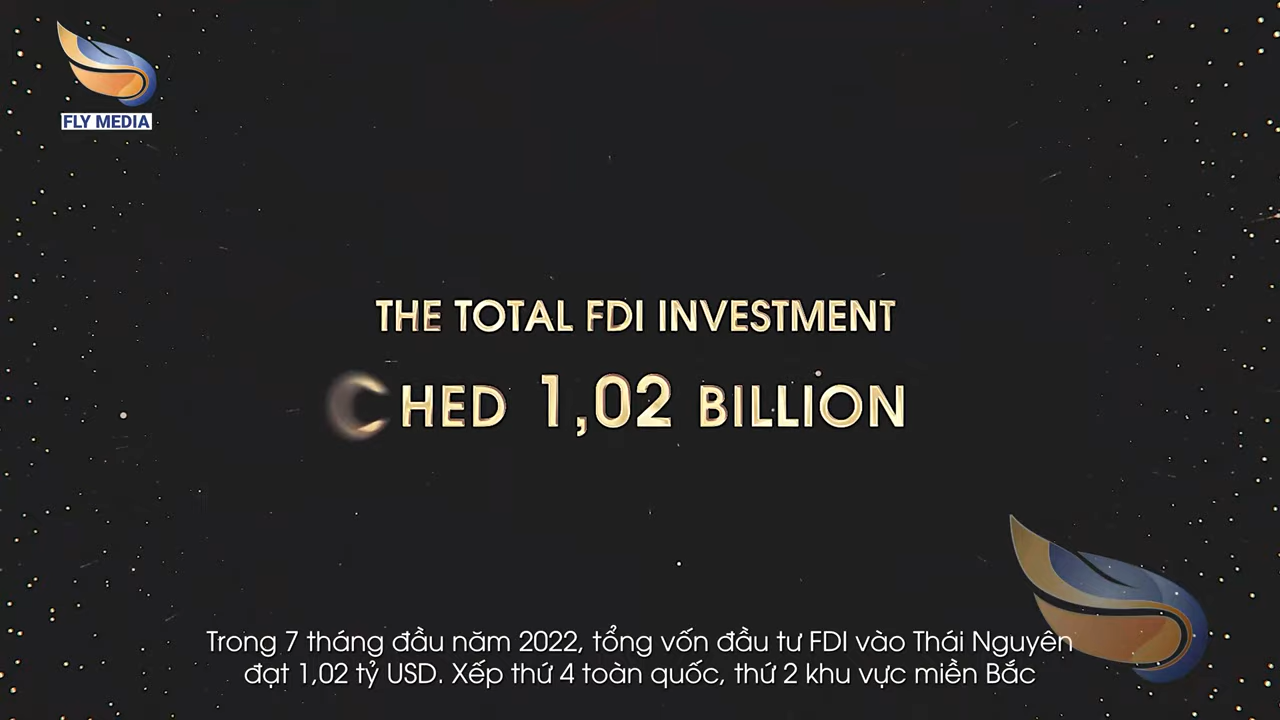 FLY MEDIA
THE TOTAL FDI INVESTMENT
CHED 1,02 BILLION
Trong 7 tháng đầu năm 2022, tổng vốn đầu tư FDI vào Thái Nguyên
đạt 1,02 tỷ USD. Xếp thứ 4 toàn quốc, thứ 2 khu vực miền Bắc